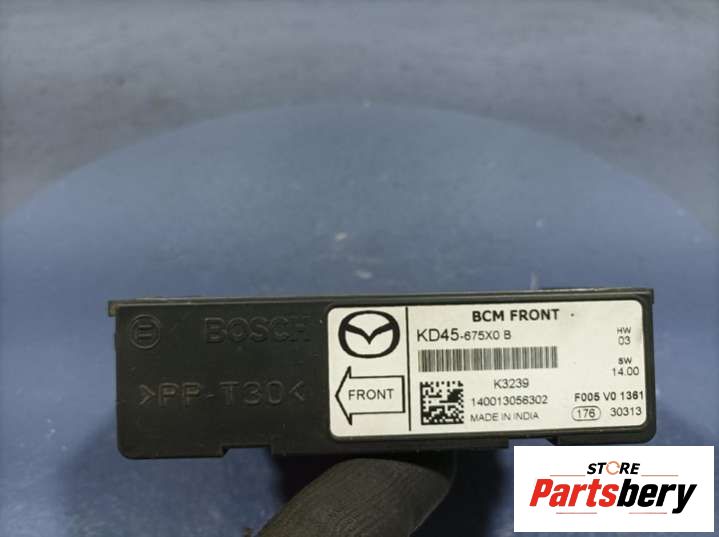 BOSCH
>PP-T30<
BCM FRONT
KD45-675X0 B
HW
03
SW
14.00
K3239
FRONT
140013056302
F005 V0 1361
MADE IN INDIA
176 30313
STORE
Partsbery